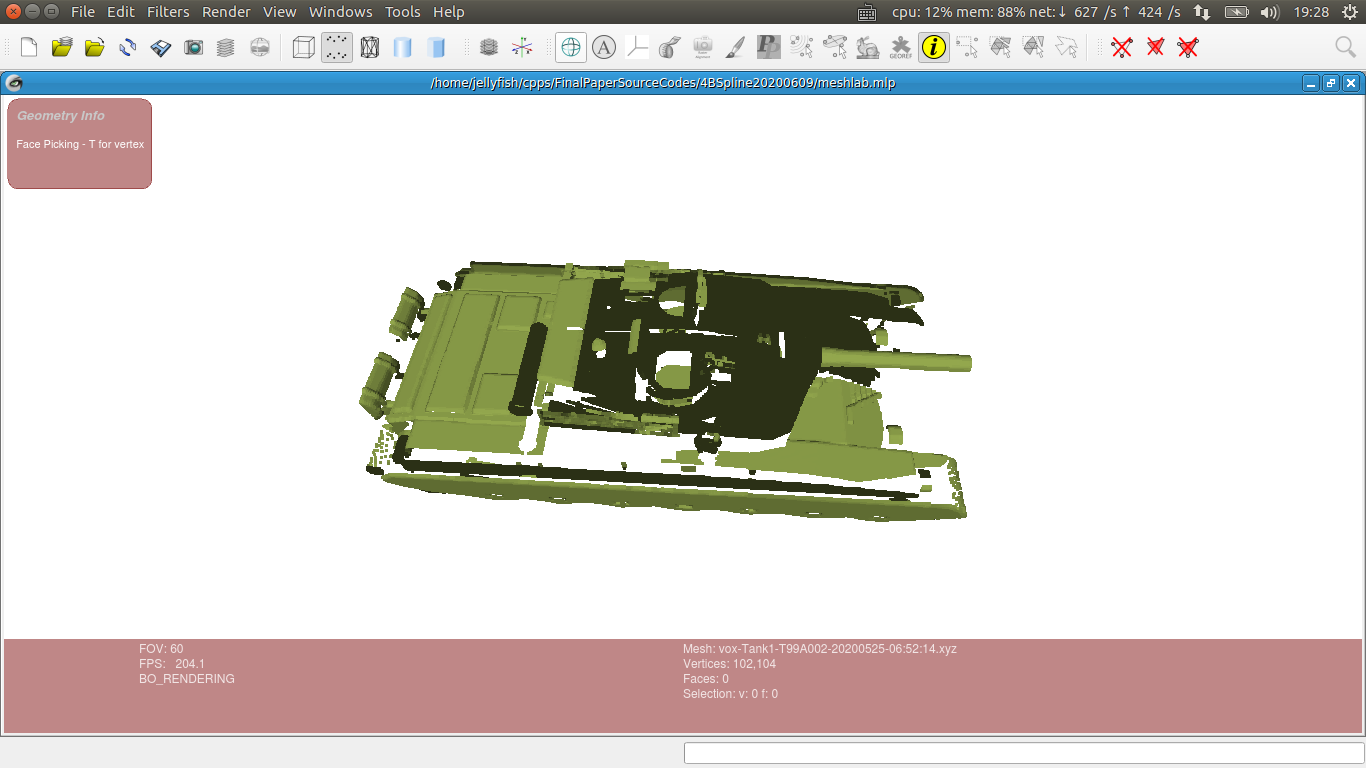 File Edit Filters Render View Windows Tools Help
cpu: 12% mem: 88% net:↓ 627 /s↑ 424 /s
19:28
A
PP
GEOREF
i
/home/jellyfish/cpps/FinalPaperSourceCodes/4BSpline20200609/meshlab.mlp
Geometry Info
Face Picking - T for vertex
FOV: 60
FPS: 204.1
BO_RENDERING
Mesh: vox-Tank1-T99A002-20200525-06:52:14.xyz
Vertices: 102,104
Faces: 0
Selection: v: 0 f: 0